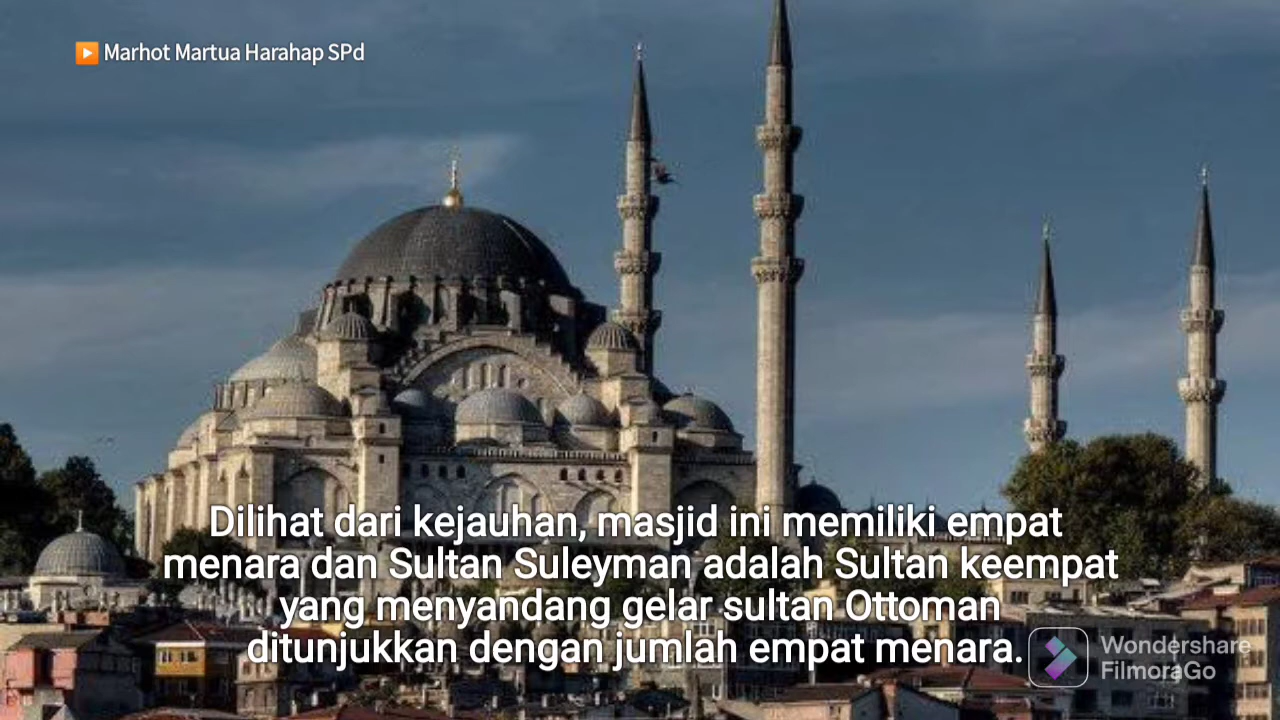 Marhot Martua Harahap SPd
Dilihat dari kejauhan, masjid ini memiliki empat
menara dan Sultan Suleyman adalah Sultan keempat
yang menyandang gelar sultan Ottoman
ditunjukkan dengan jumlah empat menara.
Wondershare
FilmoraGo